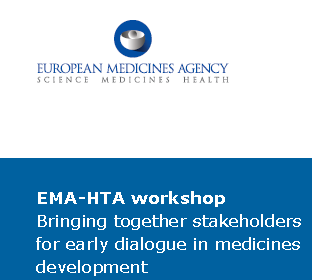 EUROPEAN MEDICINES AGENCY
SCIENCE MEDICINES HEALTH
EMA-HTA workshop
Bringing together stakeholders
for early dialogue in medicines
development